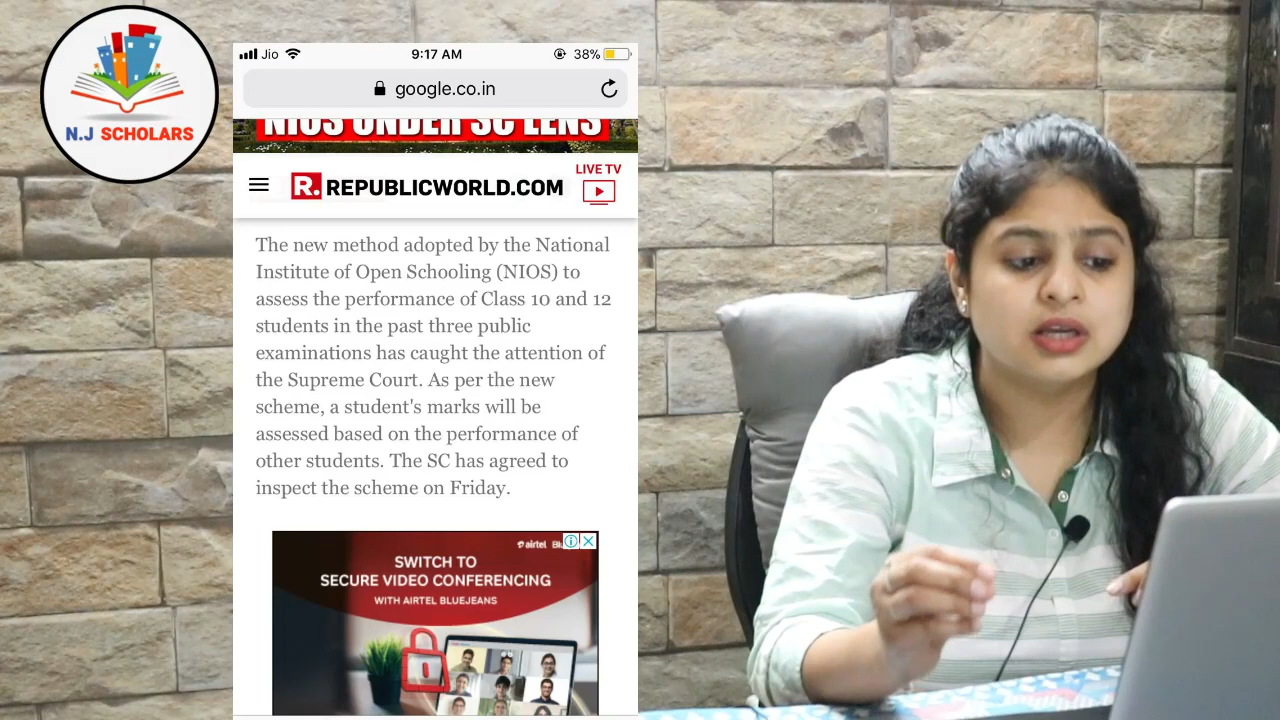 N.J SCHOLARS
Jio
9:17 AM
38%
google.co.in
NIOS UNDER SC LENS
LIVE TV
R. REPUBLICWORLD.COM
The new method adopted by the National
Institute of Open Schooling (NIOS) to
assess the performance of Class 10 and 12
students in the past three public
examinations has caught the attention of
the Supreme Court. As per the new
scheme, a student's marks will be
assessed based on the performance of
other students. The SC has agreed to
inspect the scheme on Friday.
airtel
SWITCH TO
SECURE VIDEO CONFERENCING
WITH AIRTEL BLUEJEANS